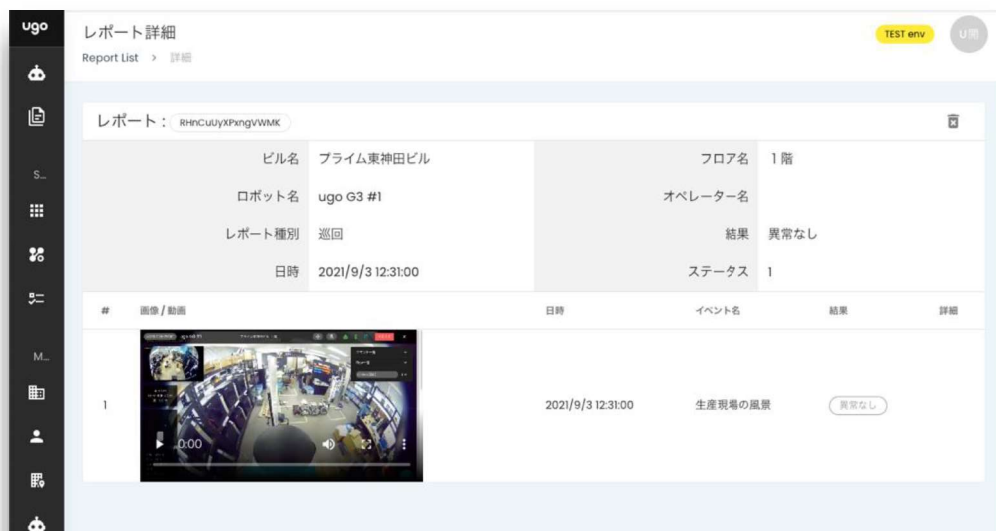 ugo
レポート詳細
TEST env
U開
Report List > 詳細
レポート : RHnCuUyXPxngVWMK
ビル名 プライム東神田ビル フロア名 1階
ロボット名 ugo G3 #1 オペレーター名
レポート種別 巡回 結果 異常なし
日時 2021/9/3 12:31:00 ステータス 1
S...
M...
# 画像 / 動画 日時 イベント名 結果 詳細
1 0:00 2021/9/3 12:31:00 生産現場の風景 異常なし